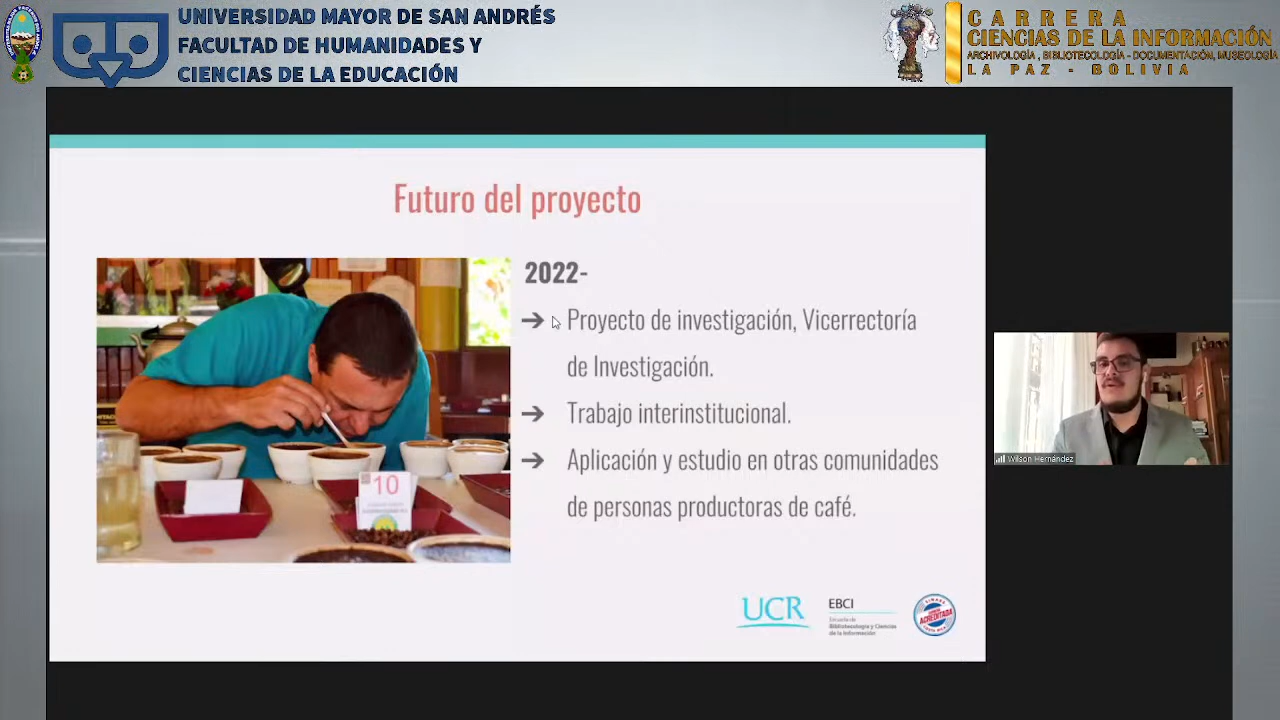 UNIVERSIDAD MAYOR DE SAN ANDRÉS
FACULTAD DE HUMANIDADES Y
CIENCIAS DE LA EDUCACIÓN
CARRERA
CIENCIAS DE LA INFORMACIÓN
ARCHIVOLOGÍA, BIBLIOTECOLOGÍA - DOCUMENTACIÓN, MUSEOLOGÍA
LA PAZ - BOLIVIA
Futuro del proyecto
2022-
➔ Proyecto de investigación, Vicerrectoría
de Investigación.
➔ Trabajo interinstitucional.
➔ Aplicación y estudio en otras comunidades
de personas productoras de café.
10
UCR
EBCI
Escuela de
Bibliotecología y Ciencias
de la Información
SINAES
ACREDITADA
Wilson Hernández